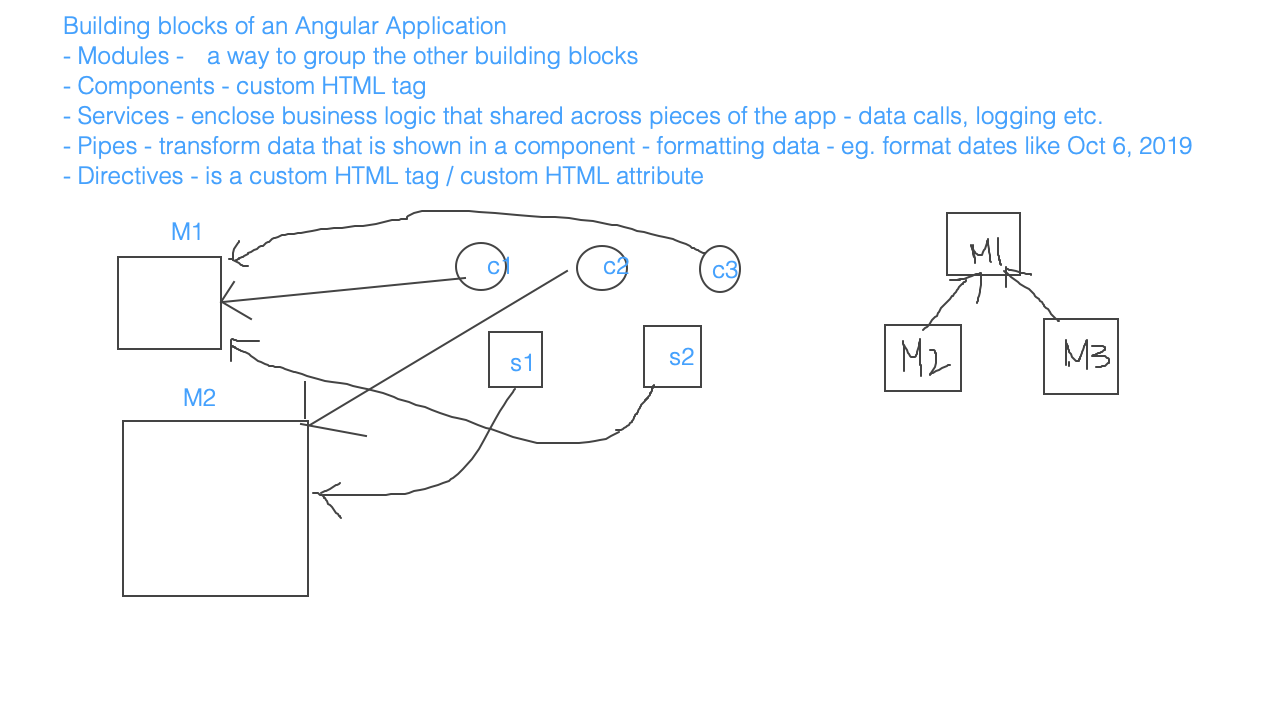 Building blocks of an Angular Application
- Modules - a way to group the other building blocks
- Components - custom HTML tag
- Services - enclose business logic that shared across pieces of the app - data calls, logging etc.
- Pipes - transform data that is shown in a component - formatting data - eg. format dates like Oct 6, 2019
- Directives - is a custom HTML tag / custom HTML attribute
M1
c1
c2
c3
M1
s1
s2
M2
M3
M2